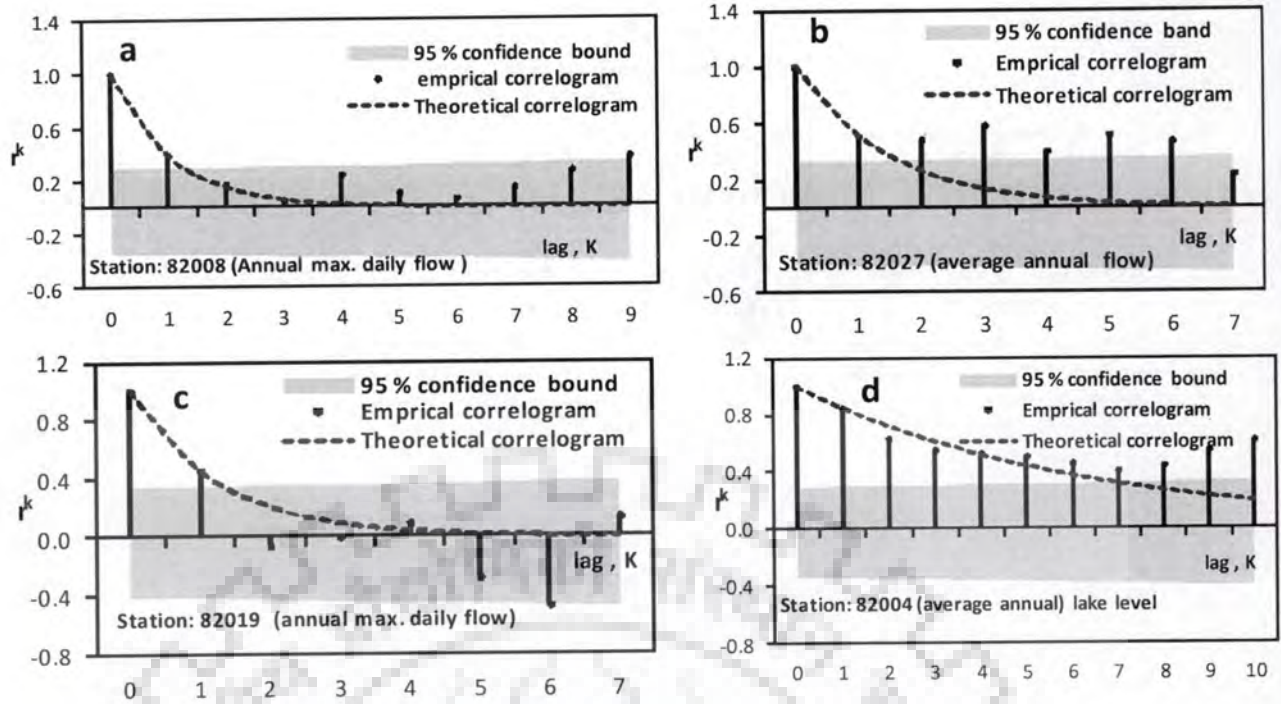 a
1.4
1.0
0.6
0.2
-0.2
-0.6
r^k
95 % confidence bound
emprical correlogram
Theoretical correlogram
lag , K
Station: 82008 (Annual max. daily flow )
0 1 2 3 4 5 6 7 8 9
b
1.4
1.0
0.6
0.2
-0.2
-0.6
r^k
95 % confidence band
Emprical correlogram
Theoretical correlogram
lag , K
Station: 82027 (average annual flow)
0 1 2 3 4 5 6 7
c
1.2
0.8
0.4
0.0
-0.4
-0.8
r^k
95 % confidence bound
Emprical correlogram
Theoretical correlogram
lag , K
Station: 82019 (annual max. daily flow)
0 1 2 3 4 5 6 7
d
1.2
0.8
0.4
0.0
-0.4
-0.8
r^k
95 % confidence bound
Emprical correlogram
Theoretical correlogram
lag , K
Station: 82004 (average annual) lake level
0 1 2 3 4 5 6 7 8 9 10